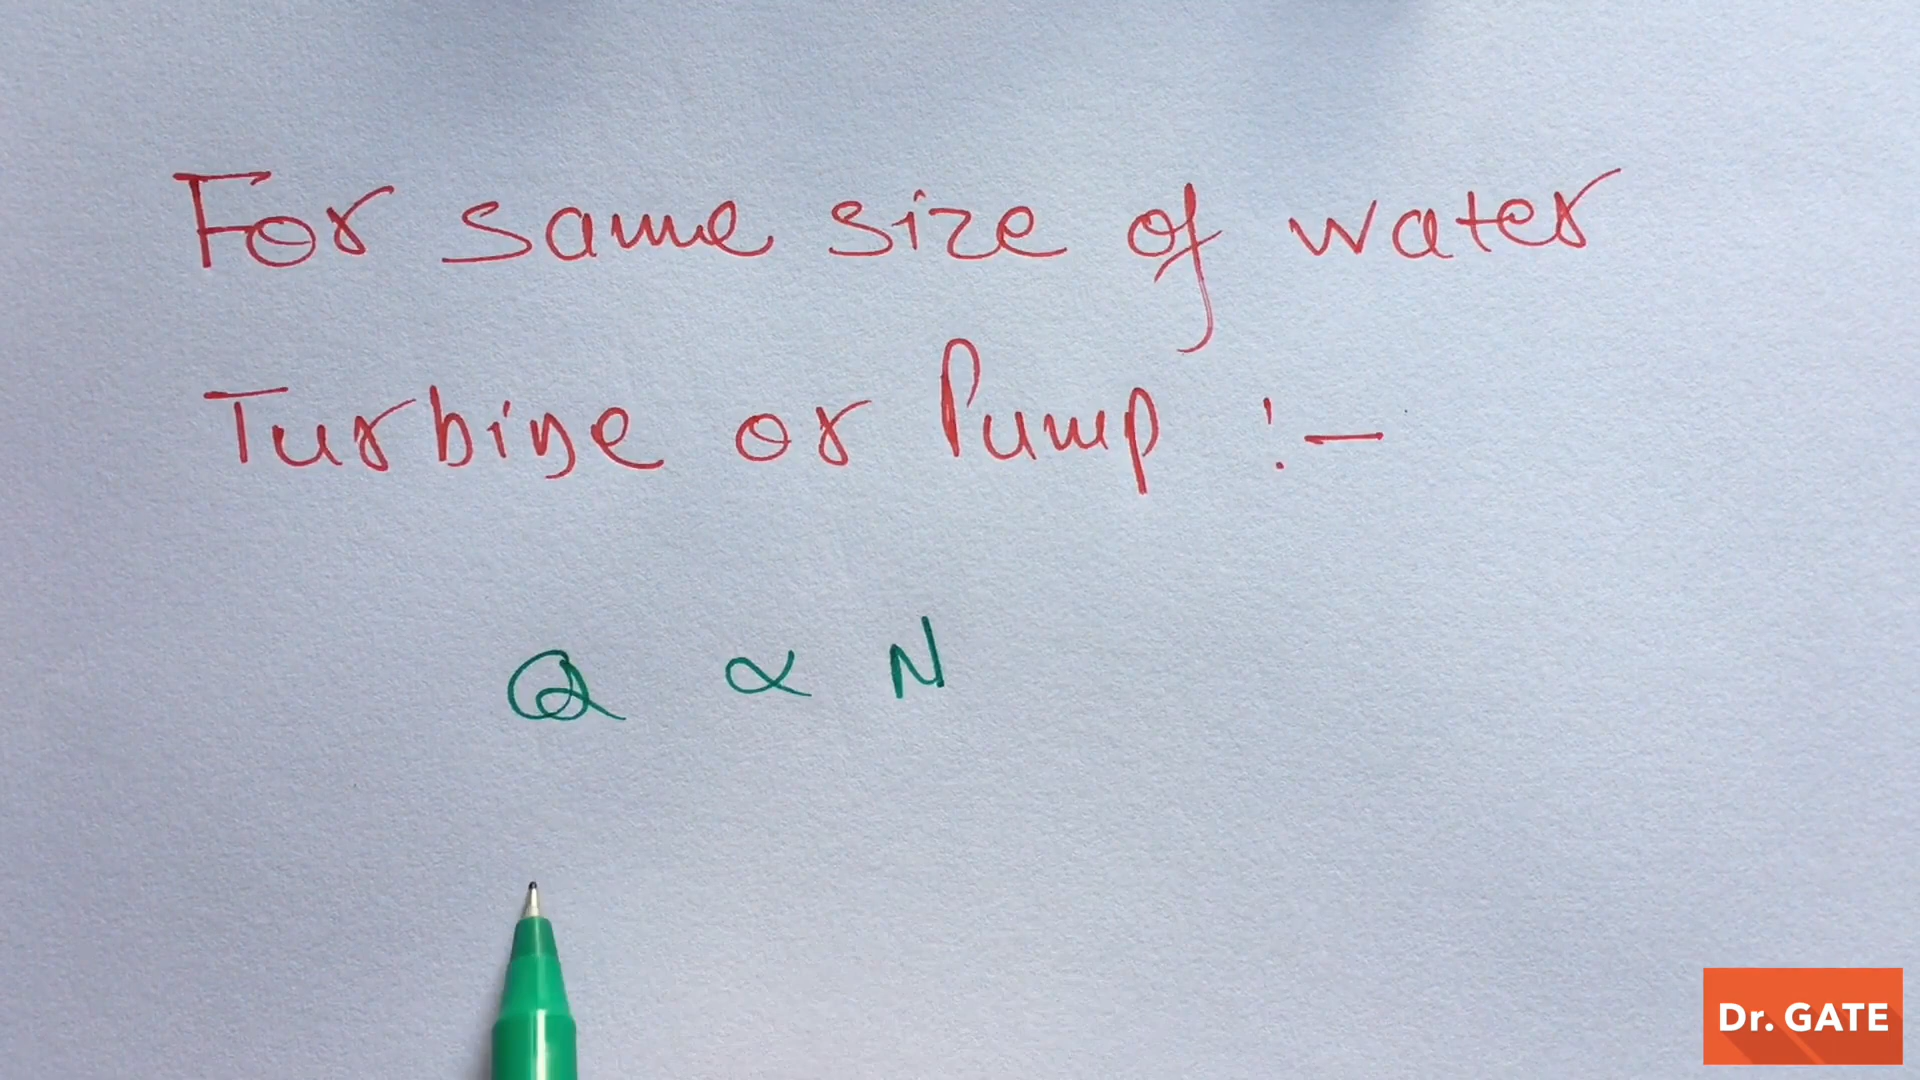 For same size of water
Turbine or Pump :-
Q ∝ N
Dr. GATE